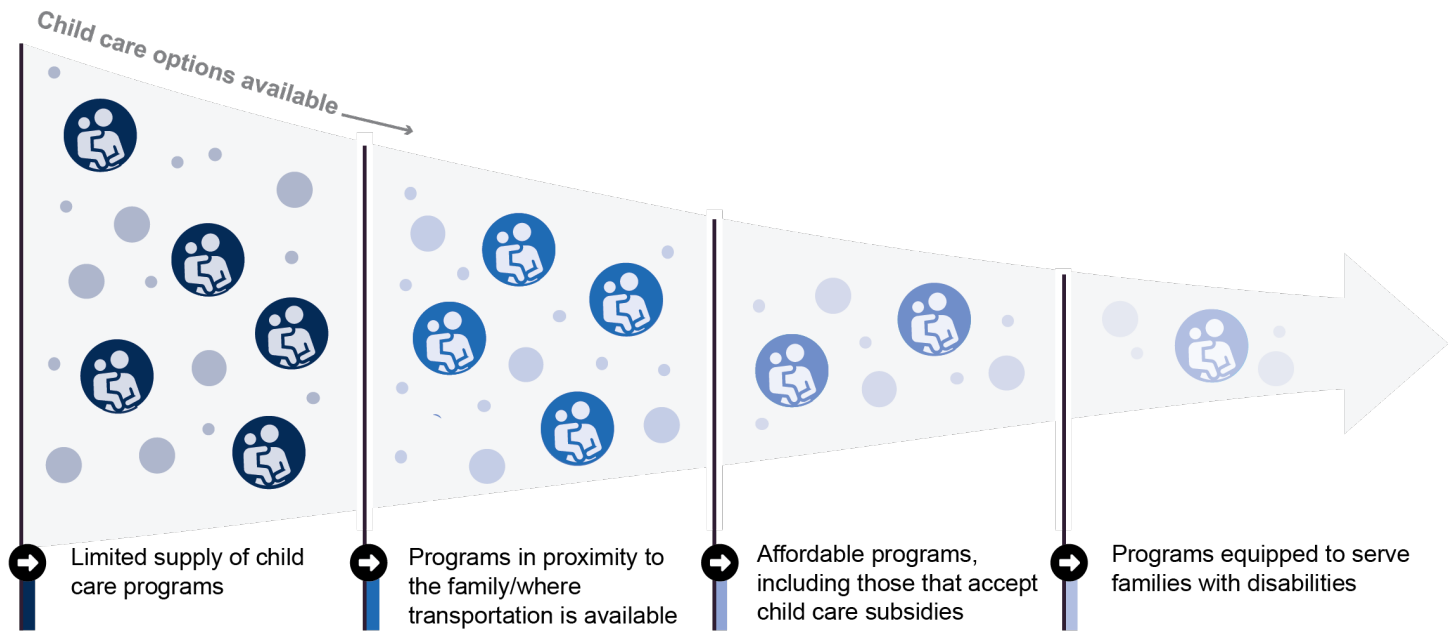 Child care options available
Limited supply of child
care programs
Programs in proximity to
the family/where
transportation is available
Affordable programs,
including those that accept
child care subsidies
Programs equipped to serve
families with disabilities